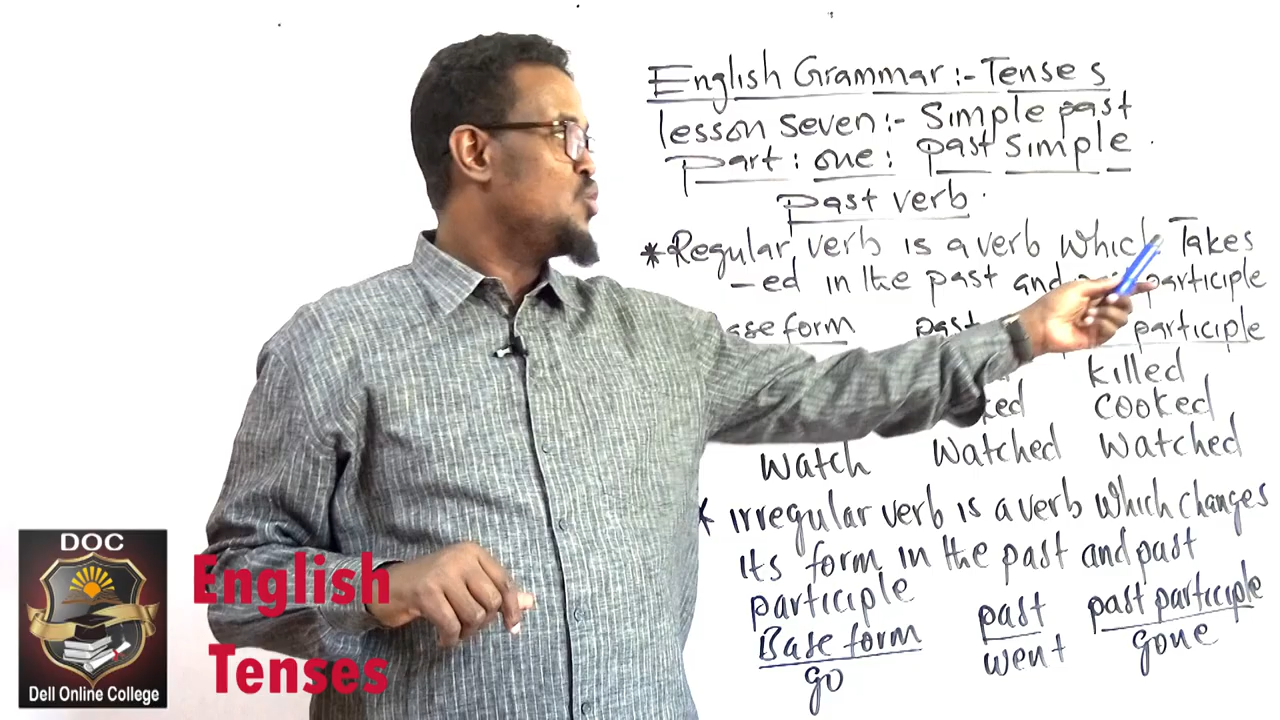 English Grammar:- Tenses
lesson seven:- Simple past
Part: one: past simple
Past verb.
*Regular verb is a verb which Takes
-ed in the past and participle
form past participle
killed
cooked
watch watched watched
* irregular verb is a verb which changes
its form in the past and past
participle
Base form past past participle
go went gone
DOC
Dell Online College
English
Tenses